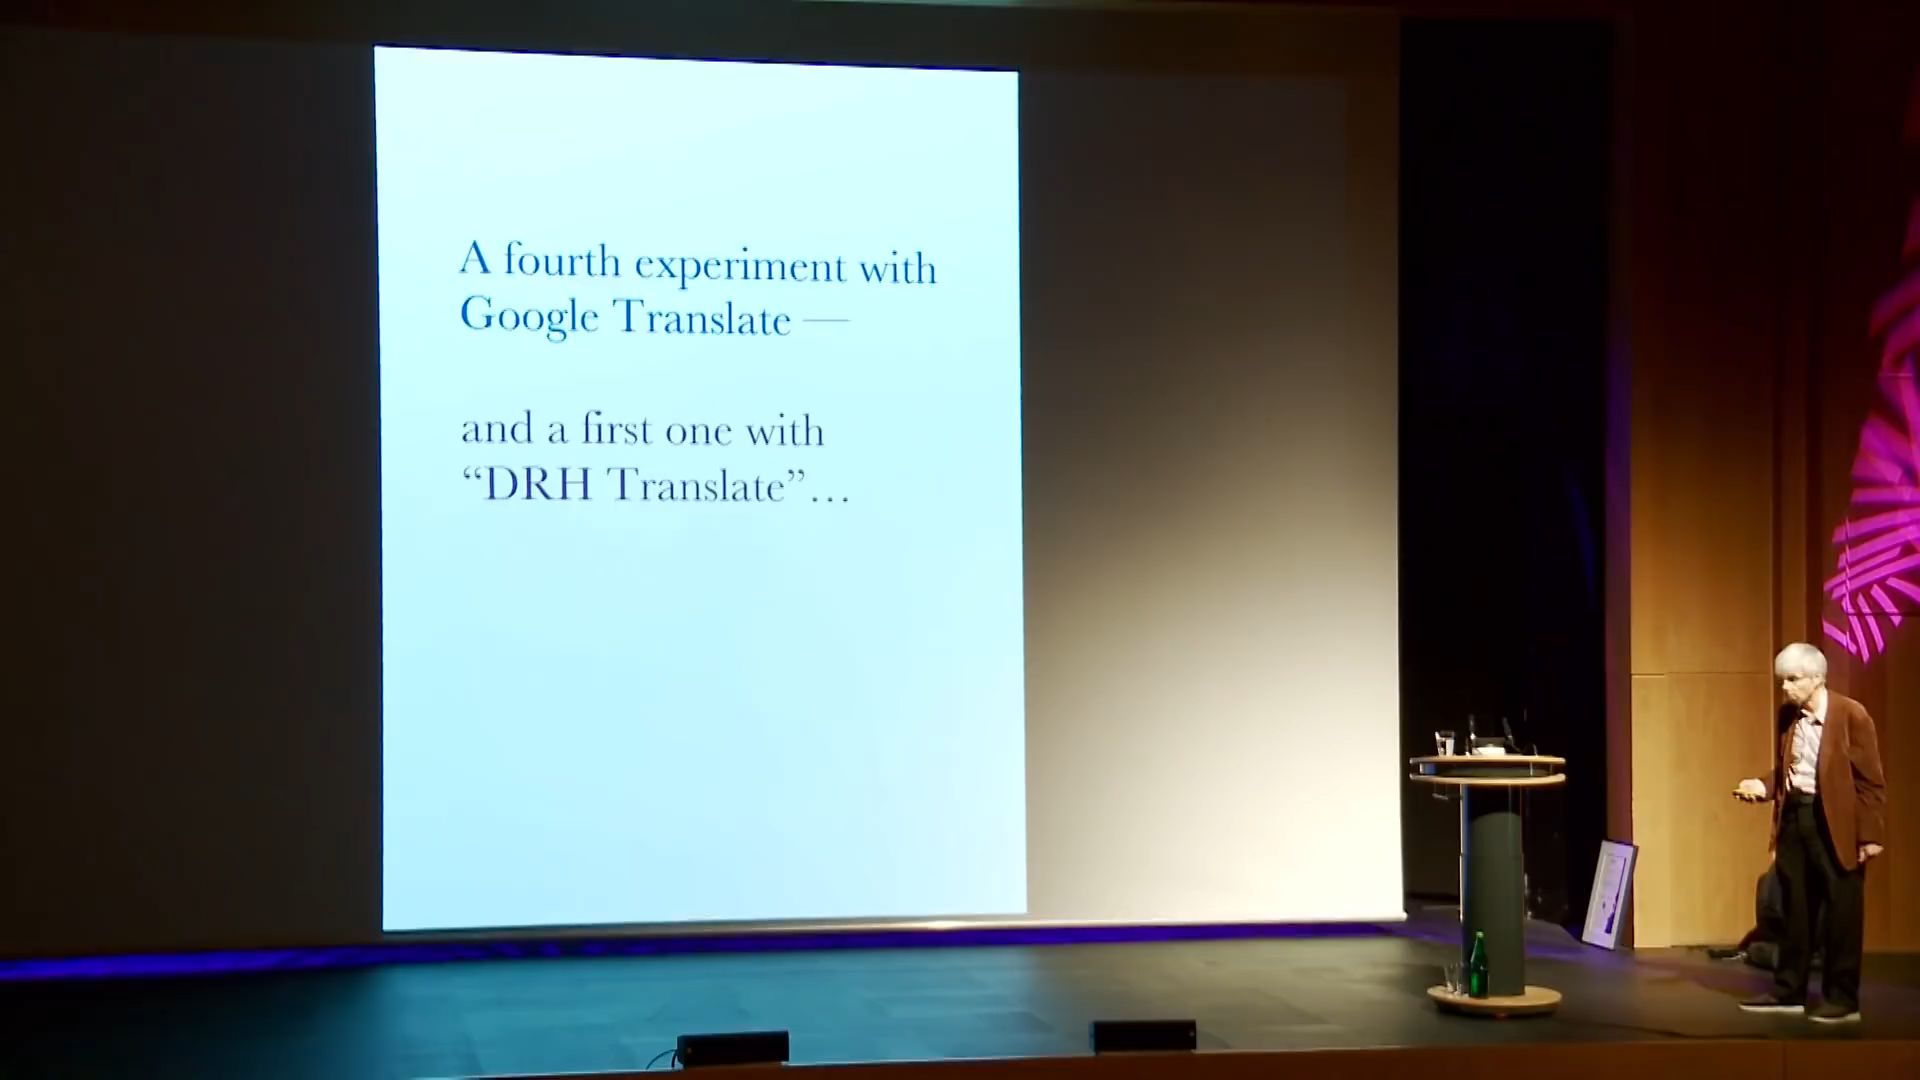 A fourth experiment with
Google Translate —
and a first one with
“DRH Translate”…